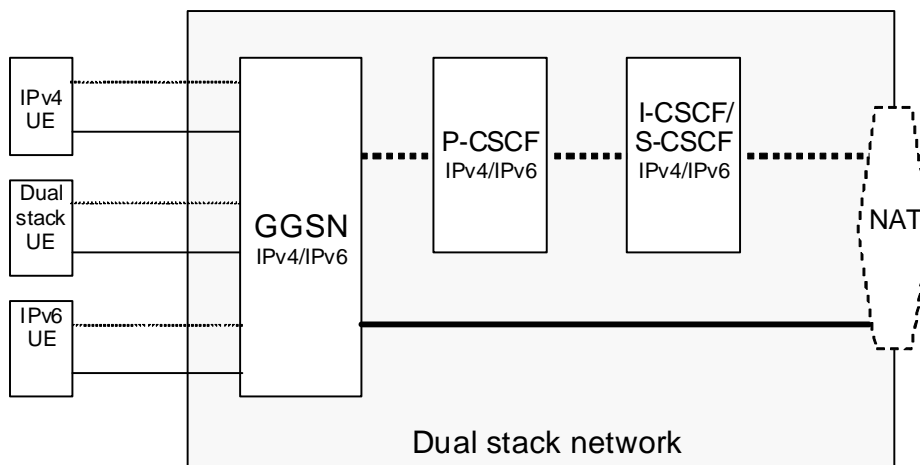 IPv4
UE
Dual
stack
UE
IPv6
UE
GGSN
IPv4/IPv6
P-CSCF
IPv4/IPv6
I-CSCF/
S-CSCF
IPv4/IPv6
NAT
Dual stack network